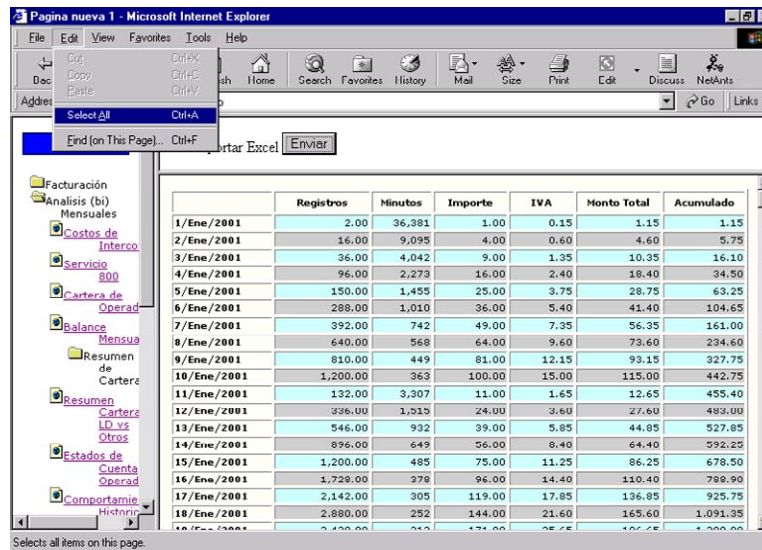 Pagina nueva 1 - Microsoft Internet Explorer
File Edit View Favorites Tools Help
Cut Ctrl+X
Copy Ctrl+C
Paste Ctrl+V
Select All Ctrl+A
Find (on This Page)... Ctrl+F
Home Search Favorites History Mail Size Print Edit Discuss NetAnts
Go Links
Excel Enviar
Facturación
Analisis (bi)
Mensuales
Costos de
Interco
Servicio
800
Cartera de
Operad
Balance
Mensua
Resumen
de
Cartera
Resumen
Cartera
LD vs
Otros
Estados de
Cuenta
Operad
Comportamie
Historic
Registros Minutos Importe IVA Monto Total Acumulado
1/Ene/2001 2.00 36,381 1.00 0.15 1.15 1.15
2/Ene/2001 16.00 9,095 4.00 0.60 4.60 5.75
3/Ene/2001 36.00 4,042 9.00 1.35 10.35 16.10
4/Ene/2001 96.00 2,273 16.00 2.40 18.40 34.50
5/Ene/2001 150.00 1,455 25.00 3.75 28.75 63.25
6/Ene/2001 288.00 1,010 36.00 5.40 41.40 104.65
7/Ene/2001 392.00 742 49.00 7.35 56.35 161.00
8/Ene/2001 640.00 568 64.00 9.60 73.60 234.60
9/Ene/2001 810.00 449 81.00 12.15 93.15 327.75
10/Ene/2001 1,200.00 363 100.00 15.00 115.00 442.75
11/Ene/2001 132.00 3,307 11.00 1.65 12.65 455.40
12/Ene/2001 336.00 1,515 24.00 3.60 27.60 483.00
13/Ene/2001 546.00 932 39.00 5.85 44.85 527.85
14/Ene/2001 896.00 649 56.00 8.40 64.40 592.25
15/Ene/2001 1,200.00 485 75.00 11.25 86.25 678.50
16/Ene/2001 1,728.00 378 96.00 14.40 110.40 788.90
17/Ene/2001 2,142.00 305 119.00 17.85 136.85 925.75
18/Ene/2001 2.880.00 252 144.00 21.60 165.60 1.091.35
Selects all items on this page.